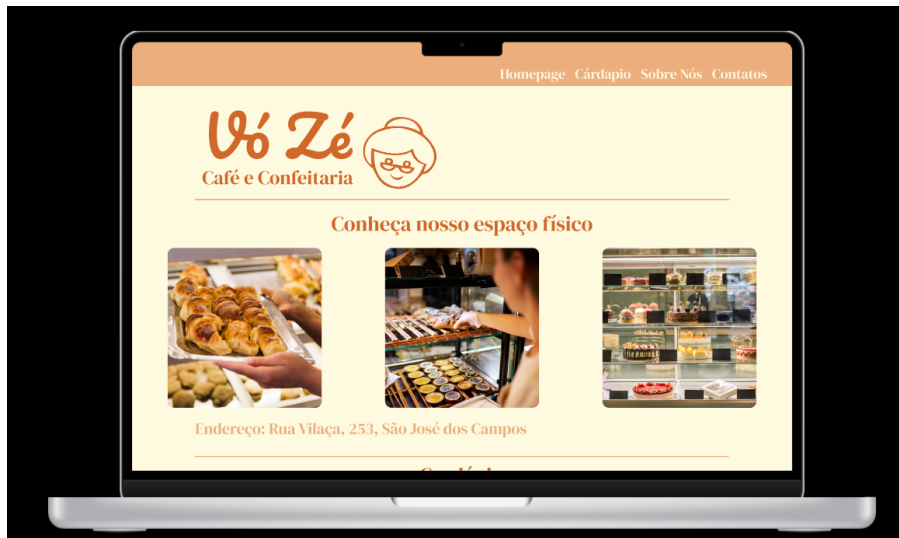 Homepage Cárdapio Sobre Nós Contatos
Vó Zé
Café e Confeitaria
Conheça nosso espaço físico
Endereço: Rua Vilaça, 253, São José dos Campos